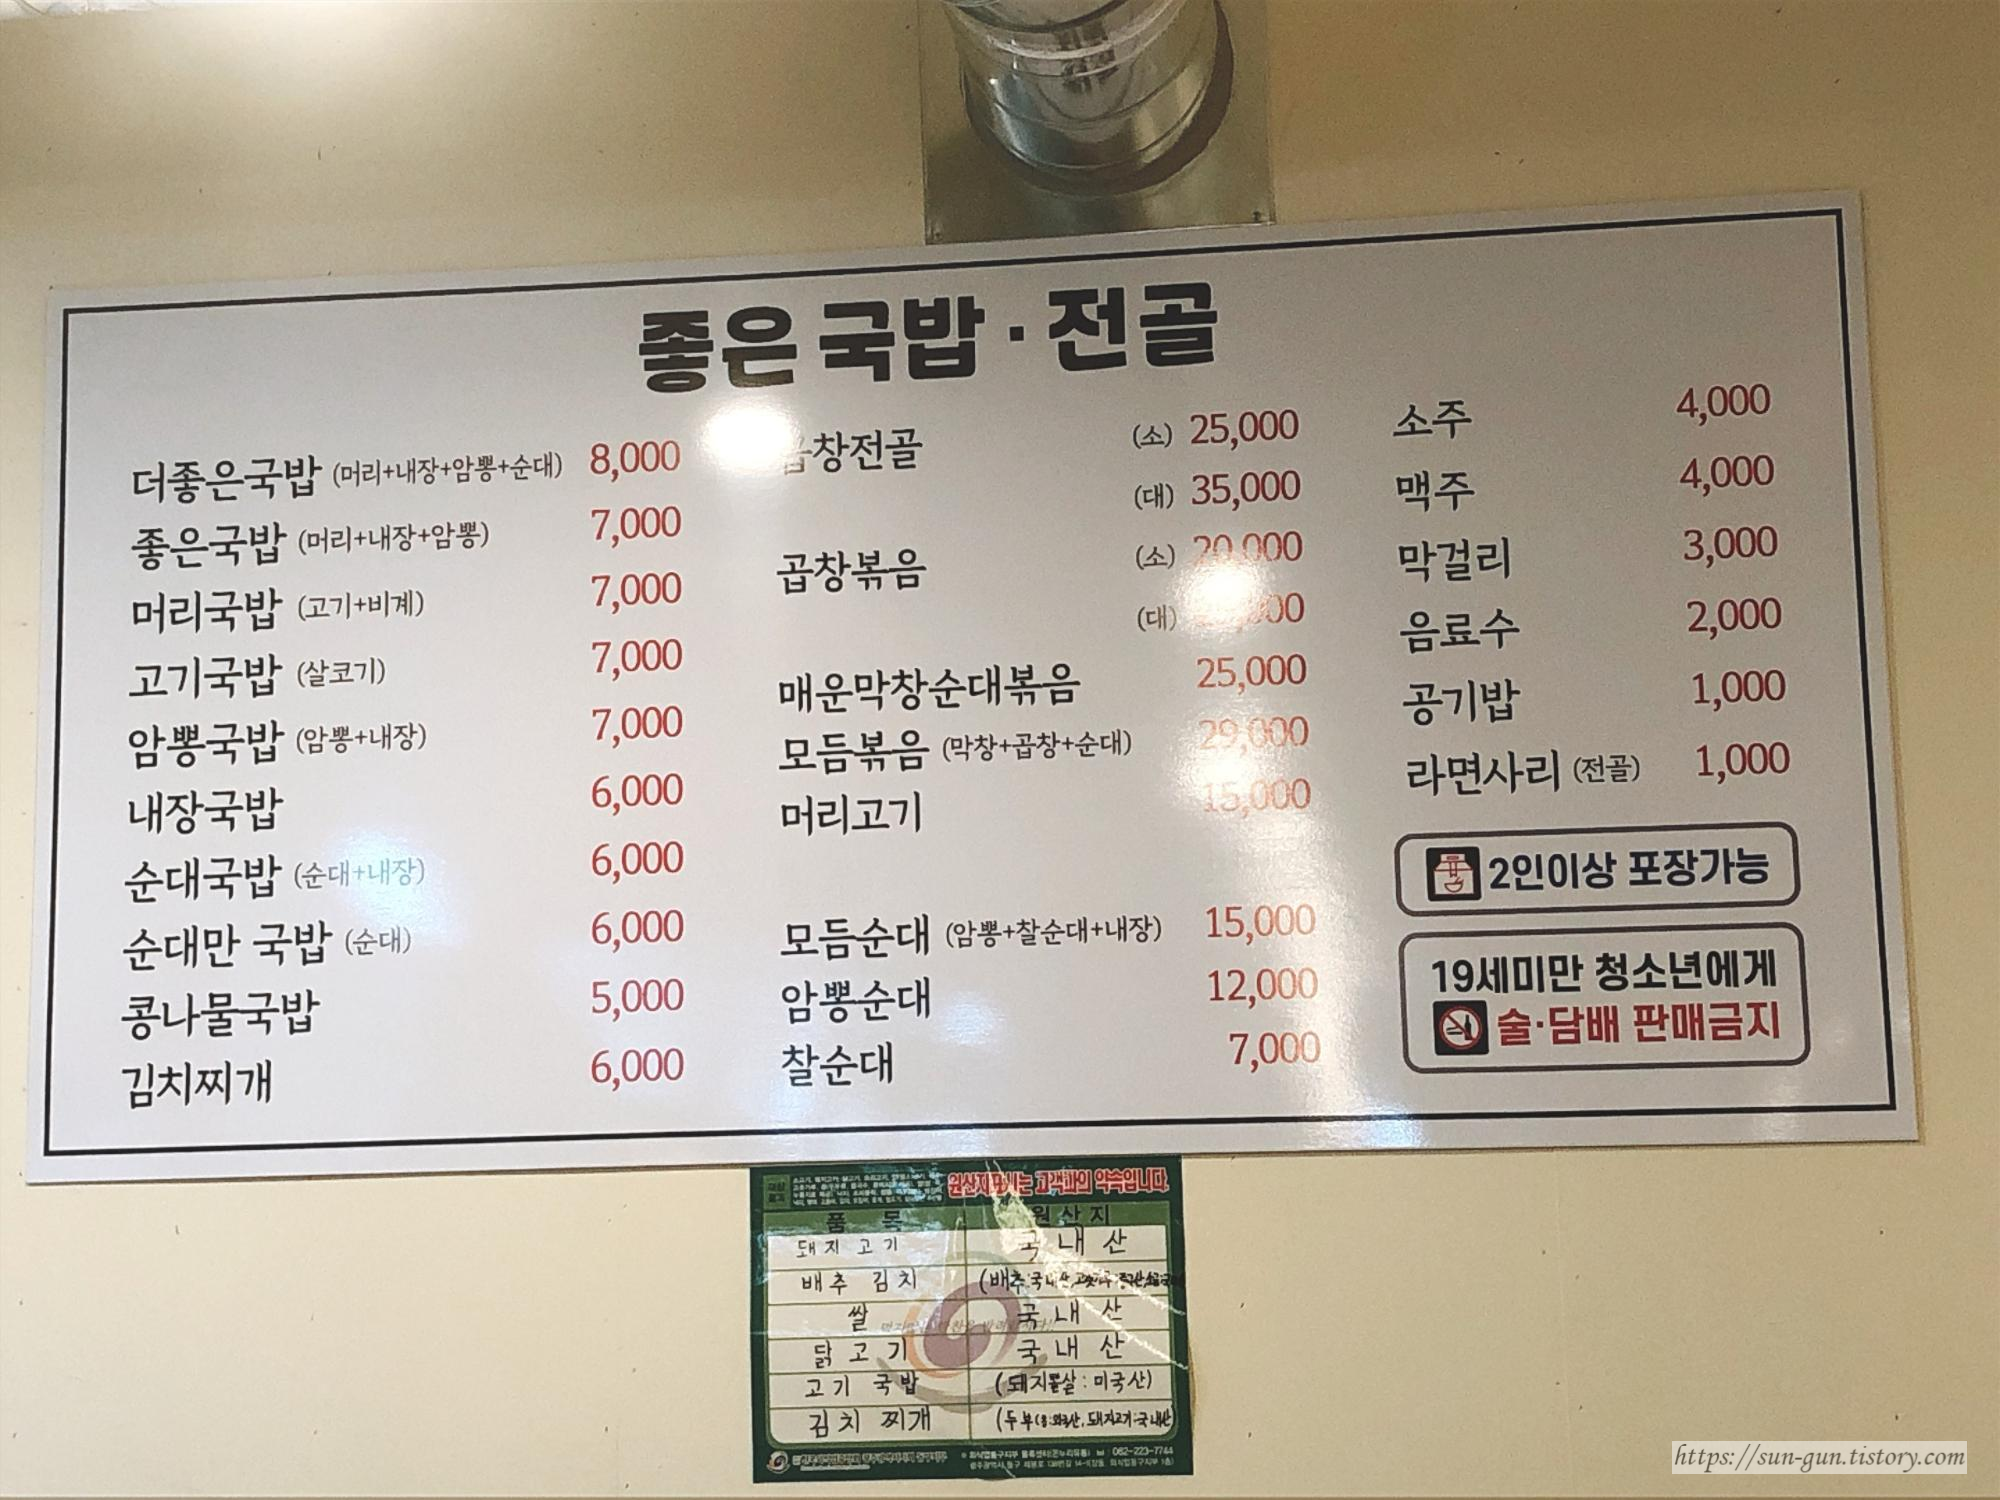 좋은국밥 · 전골
더좋은국밥 (머리+내장+암뽕+순대) 8,000
좋은국밥 (머리+내장+암뽕) 7,000
머리국밥 (고기+비계) 7,000
고기국밥 (살코기) 7,000
암뽕국밥 (암뽕+내장) 7,000
내장국밥 6,000
순대국밥 (순대+내장) 6,000
순대만 국밥 (순대) 6,000
콩나물국밥 5,000
김치찌개 6,000
곱창전골 (소) 25,000
(대) 35,000
곱창볶음 (소) 20,000
(대)
매운막창순대볶음 25,000
모듬볶음 (막창+곱창+순대) 29,000
머리고기 15,000
모듬순대 (암뽕+찰순대+내장) 15,000
암뽕순대 12,000
찰순대 7,000
소주 4,000
맥주 4,000
막걸리 3,000
음료수 2,000
공기밥 1,000
라면사리 (전골) 1,000
2인이상 포장가능
19세미만 청소년에게
술·담배 판매금지
원산지표시는 고객과의 약속입니다
품 목 원 산 지
돼지 고기 국 내 산
배추 김치
쌀 국 내 산
닭 고 기 국 내 산
고기 국밥 (돼지 : 미국산)
김치 찌개
062-223-7744
https://sun-gun.tistory.com